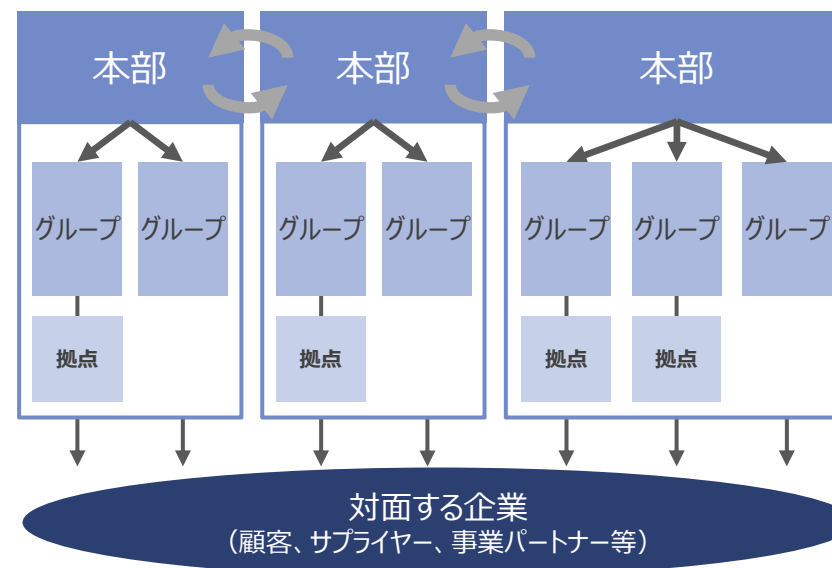 本部
本部
本部
グループ
グループ
グループ
グループ
グループ
グループ
グループ
拠点
拠点
拠点
拠点
対面する企業
（顧客、サプライヤー、事業パートナー等）